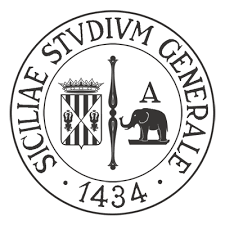 SICILIAE STVDIVM GENERALE
A
· 1434 ·